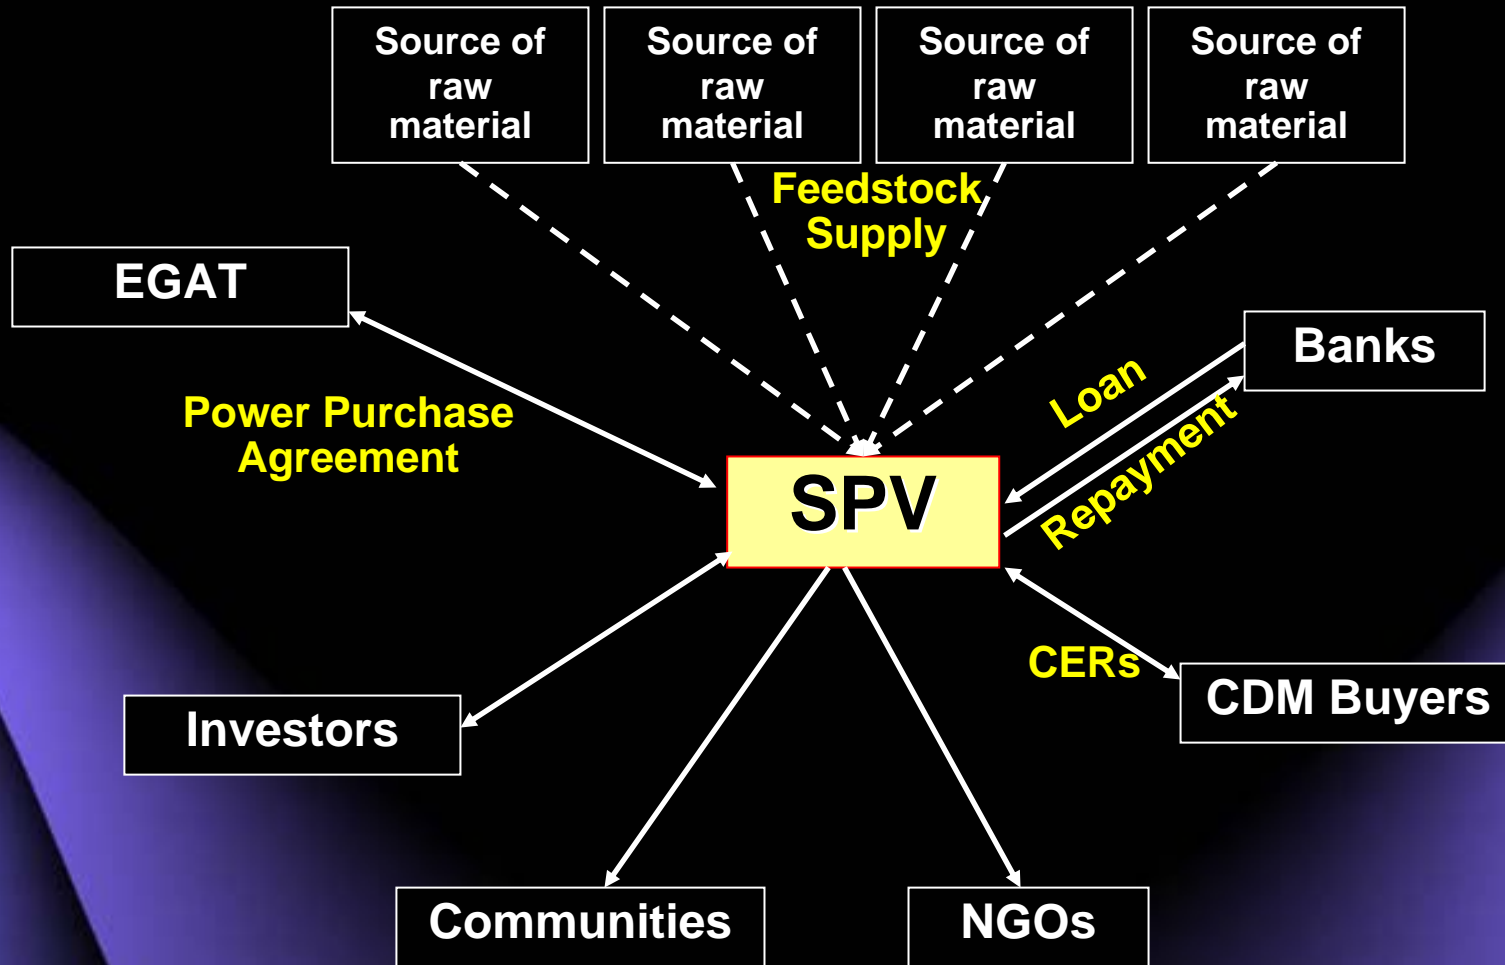 Source of
raw
material
Source of
raw
material
Source of
raw
material
Source of
raw
material
Feedstock
Supply
EGAT
Banks
Loan
Repayment
Power Purchase
Agreement
SPV
CERs
CDM Buyers
Investors
Communities
NGOs